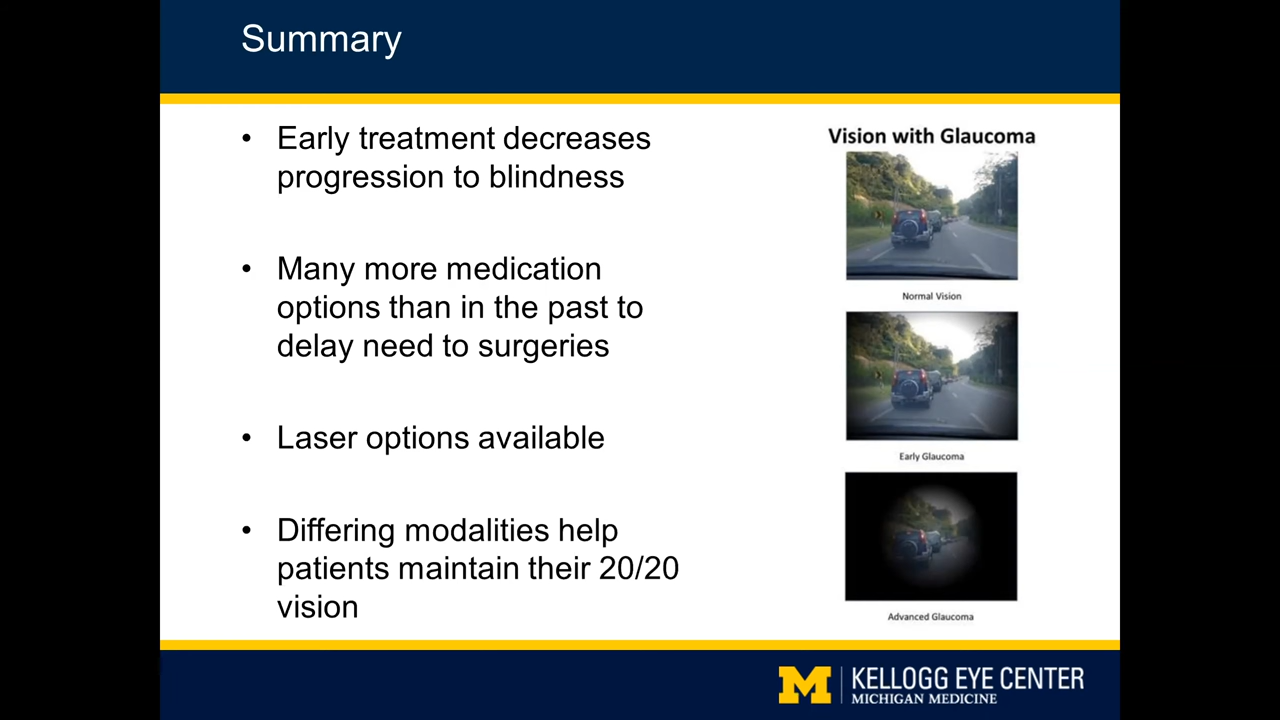 Summary
• Early treatment decreases
progression to blindness
• Many more medication
options than in the past to
delay need to surgeries
• Laser options available
• Differing modalities help
patients maintain their 20/20
vision
Vision with Glaucoma
Normal Vision
Early Glaucoma
Advanced Glaucoma
M KELLOGG EYE CENTER
MICHIGAN MEDICINE